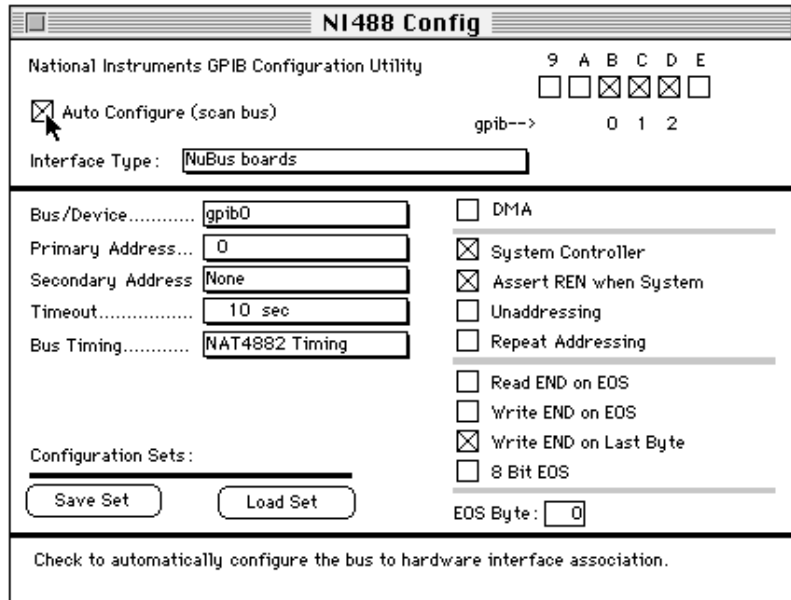 NI488 Config
National Instruments GPIB Configuration Utility
9 A B C D E
Auto Configure (scan bus)
gpib--> 0 1 2
Interface Type: NuBus boards
Bus/Device............ gpib0
Primary Address... 0
Secondary Address None
Timeout................. 10 sec
Bus Timing............ NAT4882 Timing
DMA
System Controller
Assert REN when System
Unaddressing
Repeat Addressing
Read END on EOS
Write END on EOS
Write END on Last Byte
8 Bit EOS
EOS Byte: 0
Configuration Sets:
Save Set
Load Set
Check to automatically configure the bus to hardware interface association.